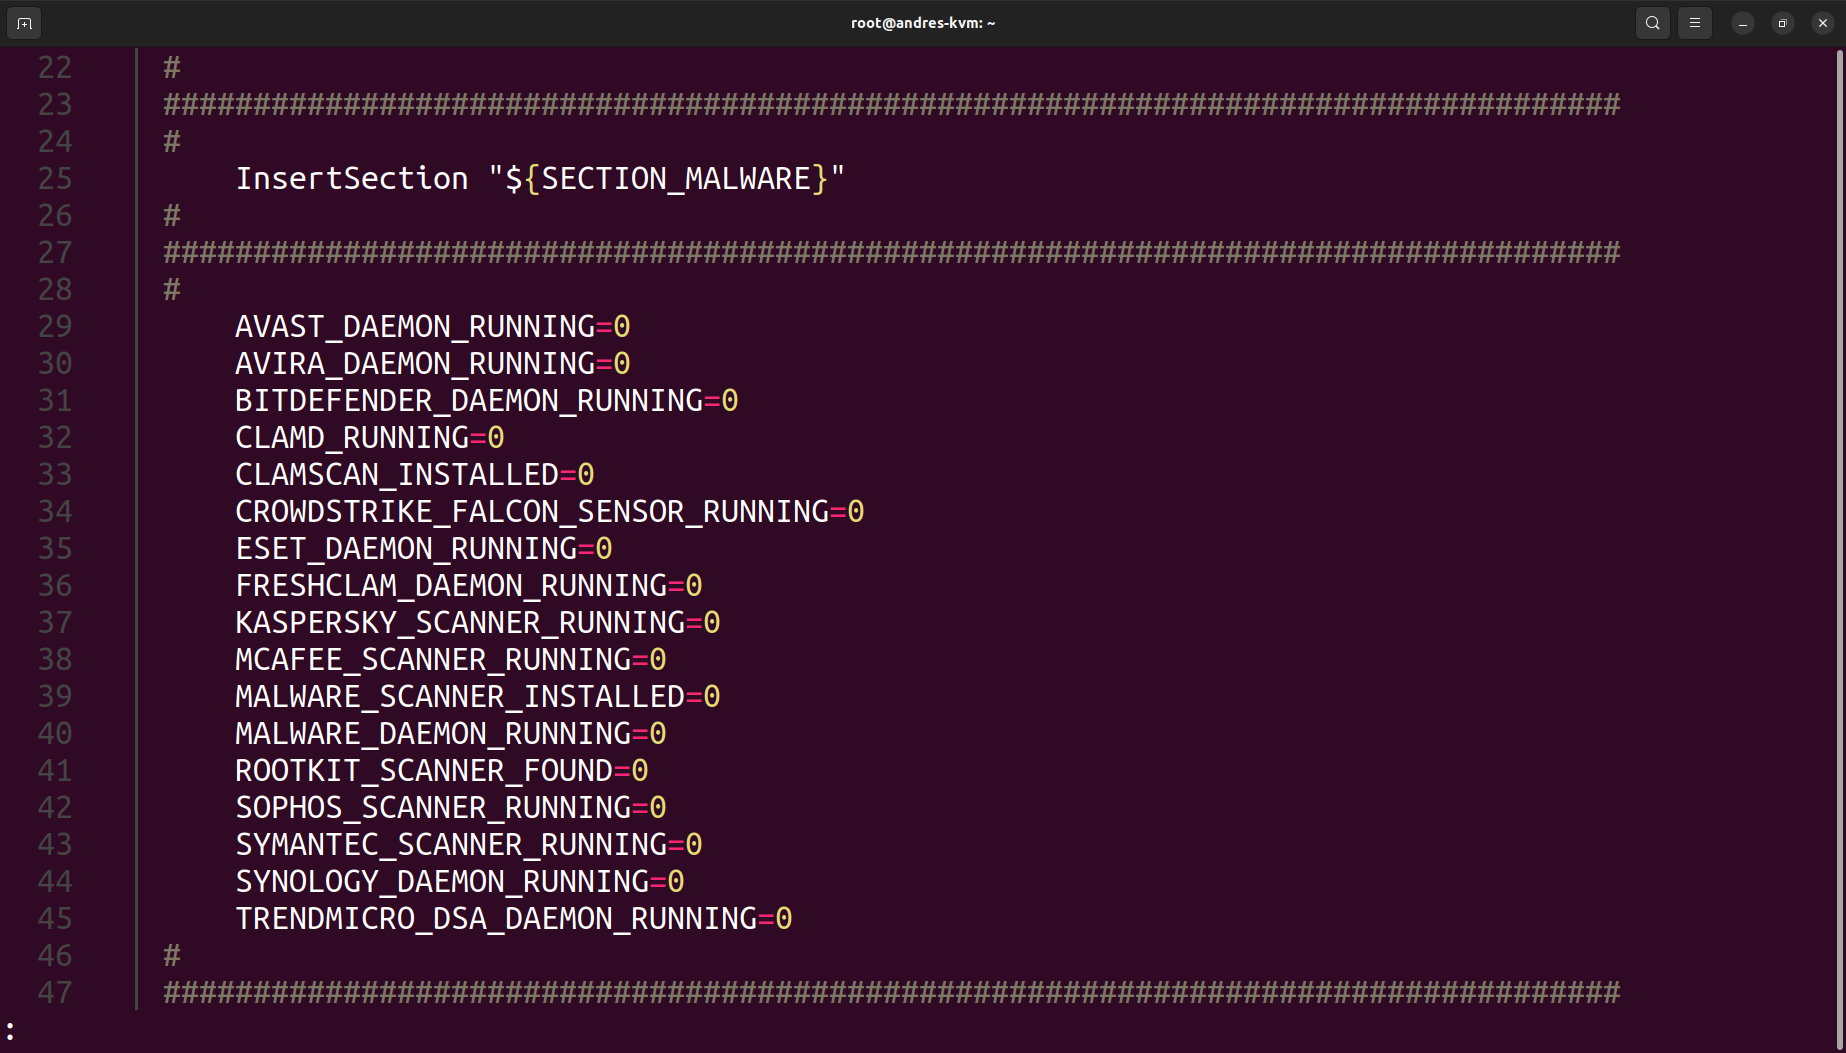 root@andres-kvm: ~
22 #
23 #################################################################################
24 #
25     InsertSection "${SECTION_MALWARE}"
26 #
27 #################################################################################
28 #
29     AVAST_DAEMON_RUNNING=0
30     AVIRA_DAEMON_RUNNING=0
31     BITDEFENDER_DAEMON_RUNNING=0
32     CLAMD_RUNNING=0
33     CLAMSCAN_INSTALLED=0
34     CROWDSTRIKE_FALCON_SENSOR_RUNNING=0
35     ESET_DAEMON_RUNNING=0
36     FRESHCLAM_DAEMON_RUNNING=0
37     KASPERSKY_SCANNER_RUNNING=0
38     MCAFEE_SCANNER_RUNNING=0
39     MALWARE_SCANNER_INSTALLED=0
40     MALWARE_DAEMON_RUNNING=0
41     ROOTKIT_SCANNER_FOUND=0
42     SOPHOS_SCANNER_RUNNING=0
43     SYMANTEC_SCANNER_RUNNING=0
44     SYNOLOGY_DAEMON_RUNNING=0
45     TRENDMICRO_DSA_DAEMON_RUNNING=0
46 #
47 #################################################################################
: